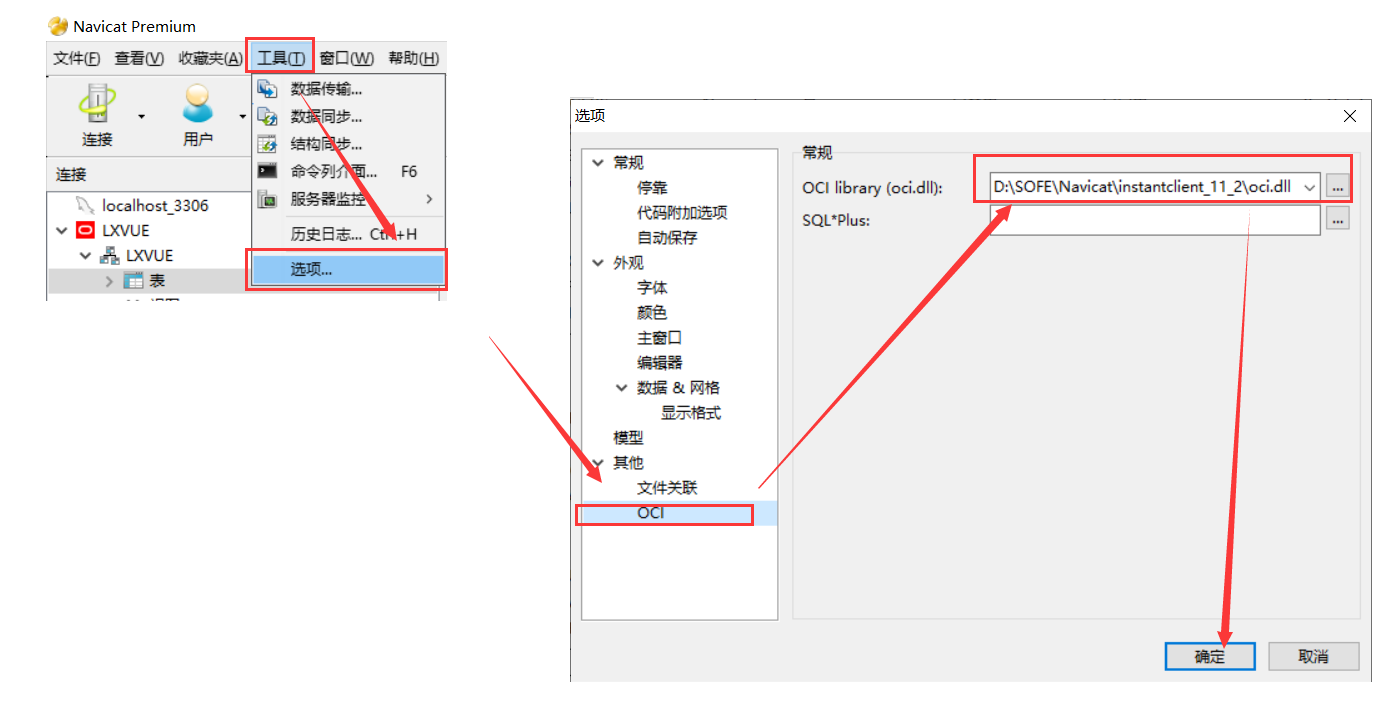 Navicat Premium
文件(F) 查看(V) 收藏夹(A) 工具(T) 窗口(W) 帮助(H)
连接
用户
连接
localhost_3306
LXVUE
LXVUE
表
数据传输...
数据同步...
结构同步...
命令列介面... F6
服务器监控
历史日志... Ctrl+H
选项...
选项
常规
停靠
代码附加选项
自动保存
外观
字体
颜色
主窗口
编辑器
数据 & 网格
显示格式
模型
其他
文件关联
OCI
常规
OCI library (oci.dll): D:\SOFE\Navicat\instantclient_11_2\oci.dll ...
SQL*Plus: ...
确定 取消